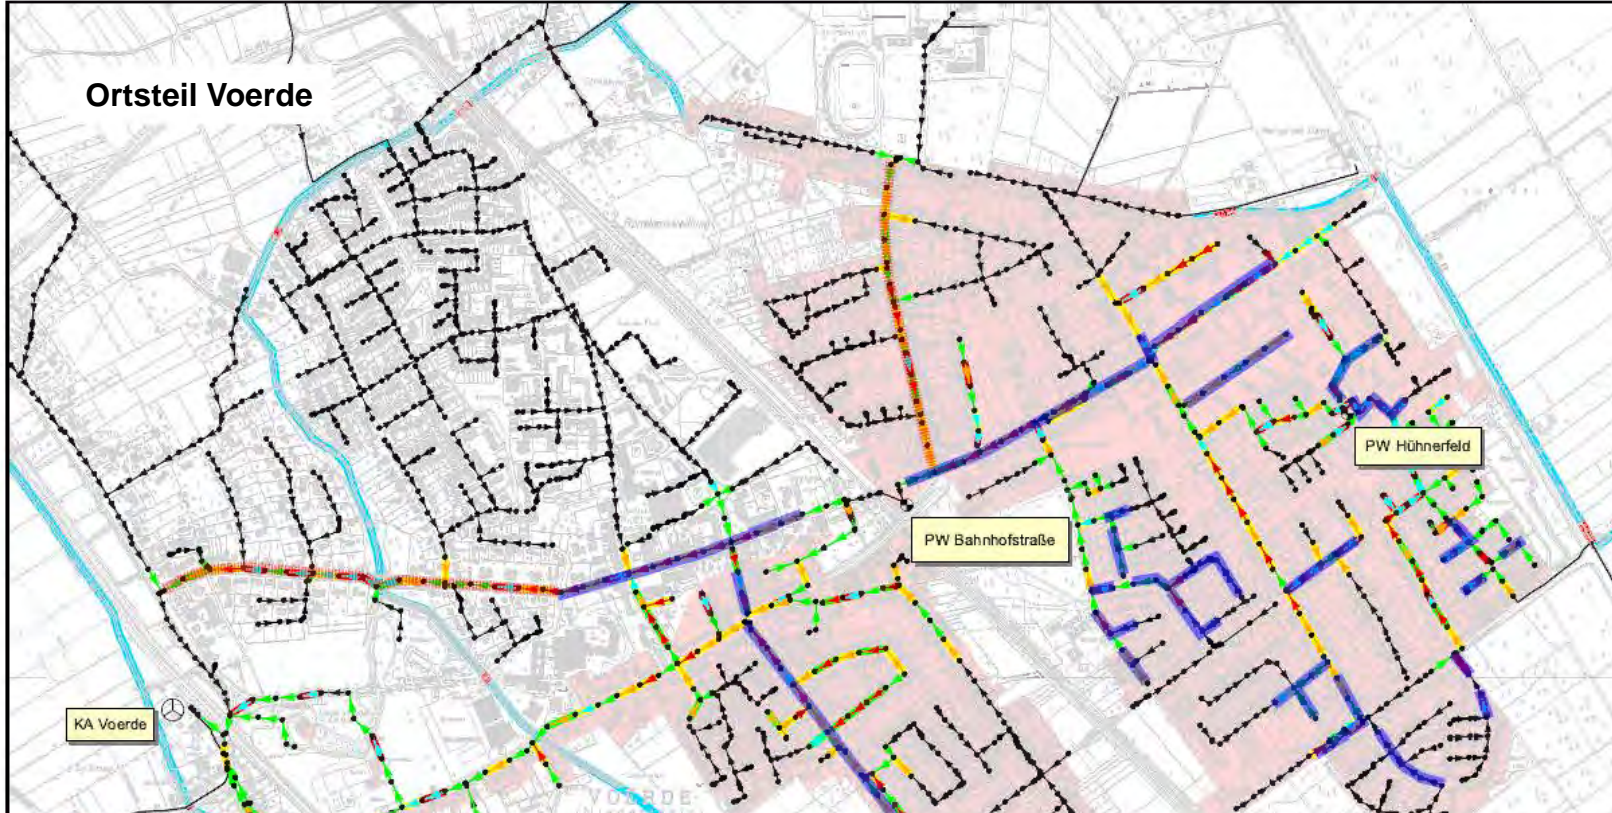 Ortsteil Voerde
PW Hühnerfeld
PW Bahnhofstraße
KA Voerde
VOERDE